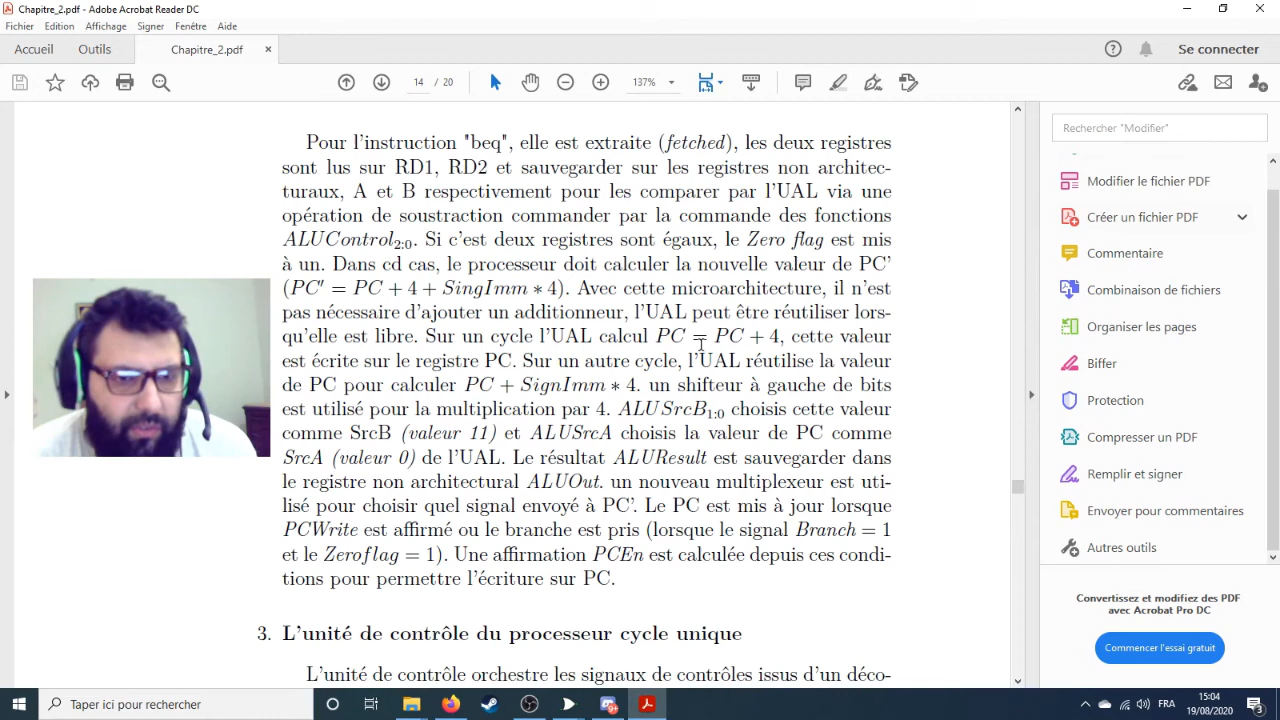 Chapitre_2.pdf - Adobe Acrobat Reader DC
Fichier Edition Affichage Signer Fenêtre Aide
Accueil Outils Chapitre_2.pdf × Se connecter
14 / 20 137%
Pour l'instruction "beq", elle est extraite (fetched), les deux registres
sont lus sur RD1, RD2 et sauvegarder sur les registres non architec-
turaux, A et B respectivement pour les comparer par l'UAL via une
opération de soustraction commander par la commande des fonctions
ALUControl2:0. Si c'est deux registres sont égaux, le Zero flag est mis
à un. Dans cd cas, le processeur doit calculer la nouvelle valeur de PC'
(PC′ = PC + 4 + SingImm ∗ 4). Avec cette microarchitecture, il n'est
pas nécessaire d'ajouter un additionneur, l'UAL peut être réutiliser lors-
qu'elle est libre. Sur un cycle l'UAL calcul PC = PC + 4, cette valeur
est écrite sur le registre PC. Sur un autre cycle, l'UAL réutilise la valeur
de PC pour calculer PC + SignImm ∗ 4. un shifteur à gauche de bits
est utilisé pour la multiplication par 4. ALUSrcB1:0 choisis cette valeur
comme SrcB (valeur 11) et ALUSrcA choisis la valeur de PC comme
SrcA (valeur 0) de l'UAL. Le résultat ALUResult est sauvegarder dans
le registre non architectural ALUOut. un nouveau multiplexeur est uti-
lisé pour choisir quel signal envoyé à PC'. Le PC est mis à jour lorsque
PCWrite est affirmé ou le branche est pris (lorsque le signal Branch = 1
et le Zeroflag = 1). Une affirmation PCEn est calculée depuis ces condi-
tions pour permettre l'écriture sur PC.
3. L'unité de contrôle du processeur cycle unique
L'unité de contrôle orchestre les signaux de contrôles issus d'un déco-
Rechercher "Modifier"
Modifier le fichier PDF
Créer un fichier PDF
Commentaire
Combinaison de fichiers
Organiser les pages
Biffer
Protection
Compresser un PDF
Remplir et signer
Envoyer pour commentaires
Autres outils
Convertissez et modifiez des PDF
avec Acrobat Pro DC
Commencer l'essai gratuit
Taper ici pour rechercher
FRA
15:04
19/08/2020
3